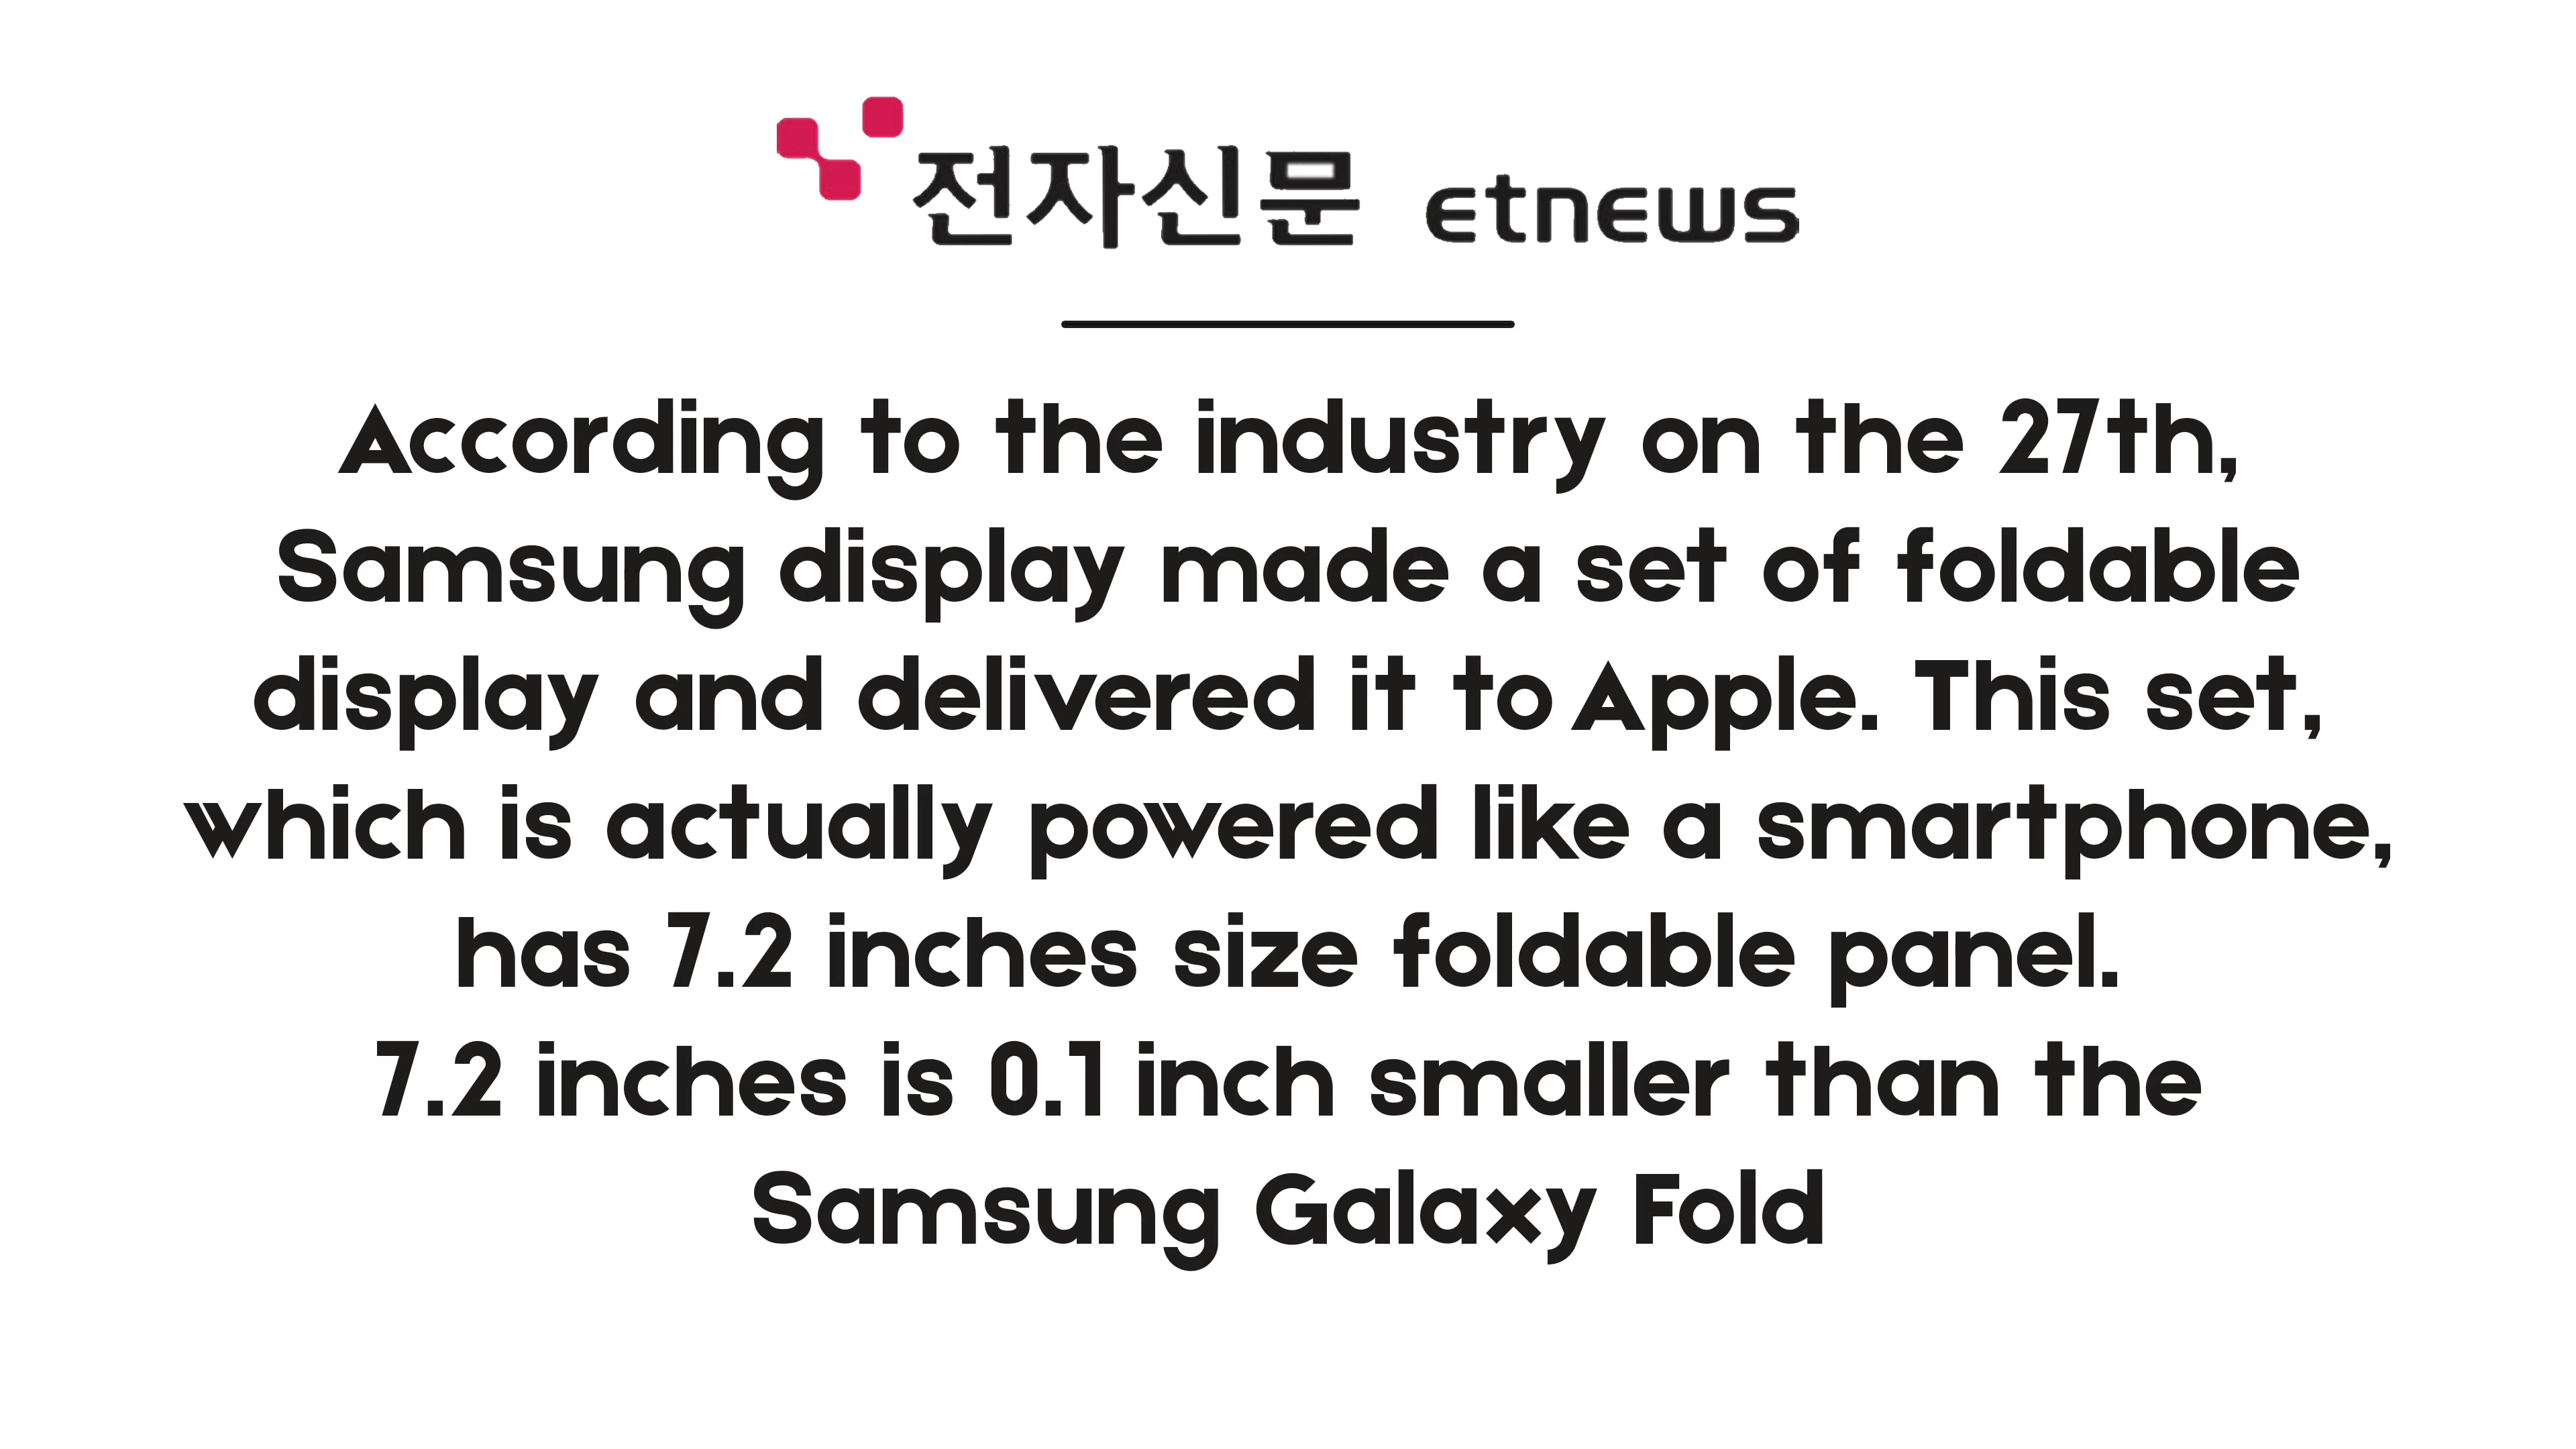 전자신문 etnews
According to the industry on the 27th,
Samsung display made a set of foldable
display and delivered it to Apple. This set,
which is actually powered like a smartphone,
has 7.2 inches size foldable panel.
7.2 inches is 0.1 inch smaller than the
Samsung Galaxy Fold